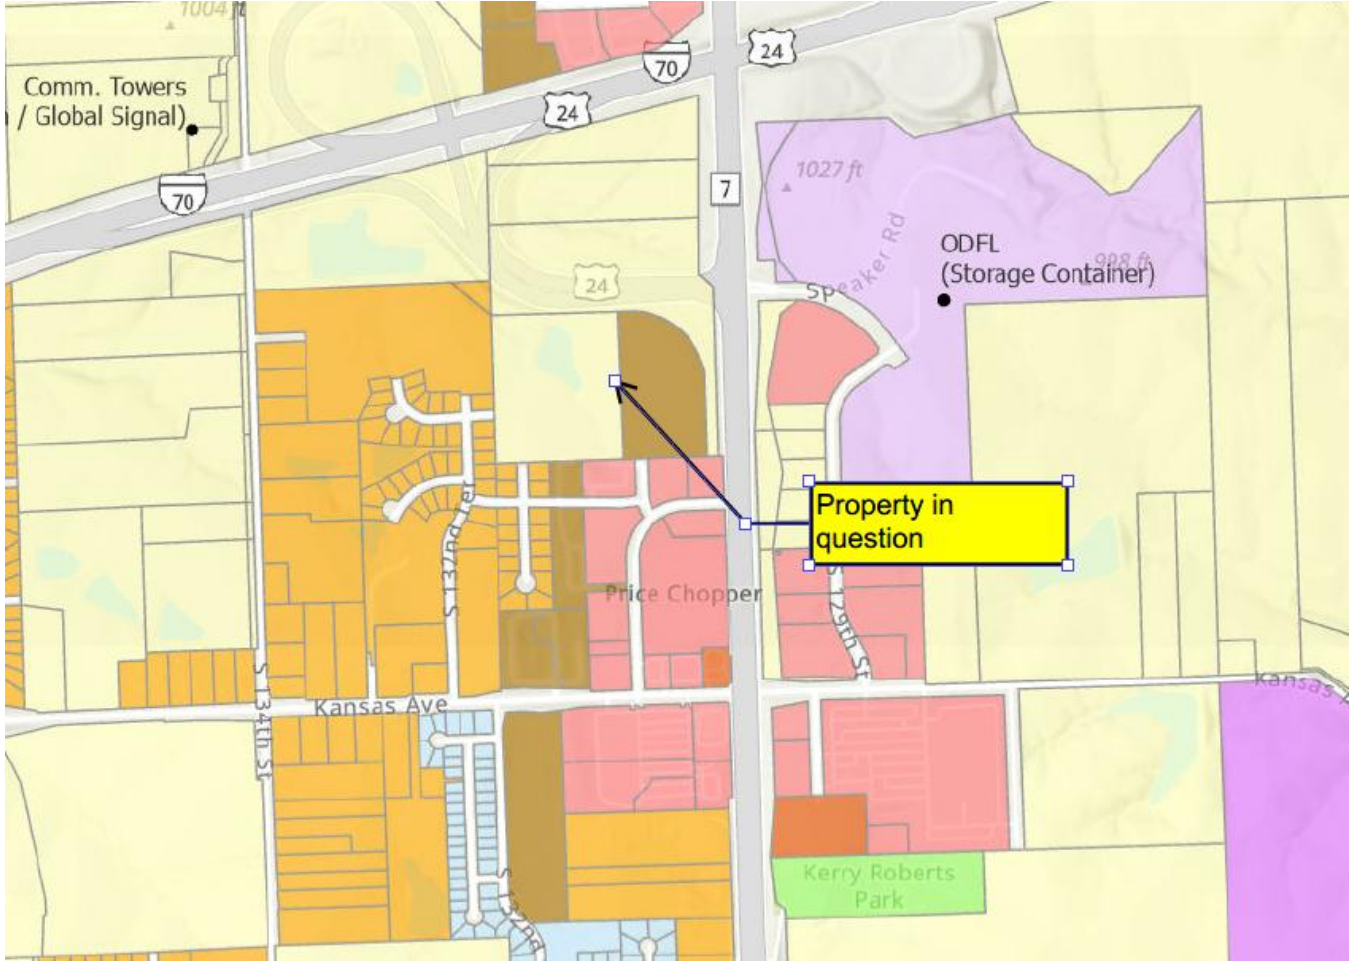 1004 ft
70
24
Comm. Towers
/ Global Signal)
24
70
7
1027 ft
Speaker Rd
ODFL
(Storage Container)
998 ft
24
Property in
question
S 137nd Ter
Price Chopper
S 129th St
S 134th St
Kansas Ave
Kansas A
Kerry Roberts
Park
S 132nd